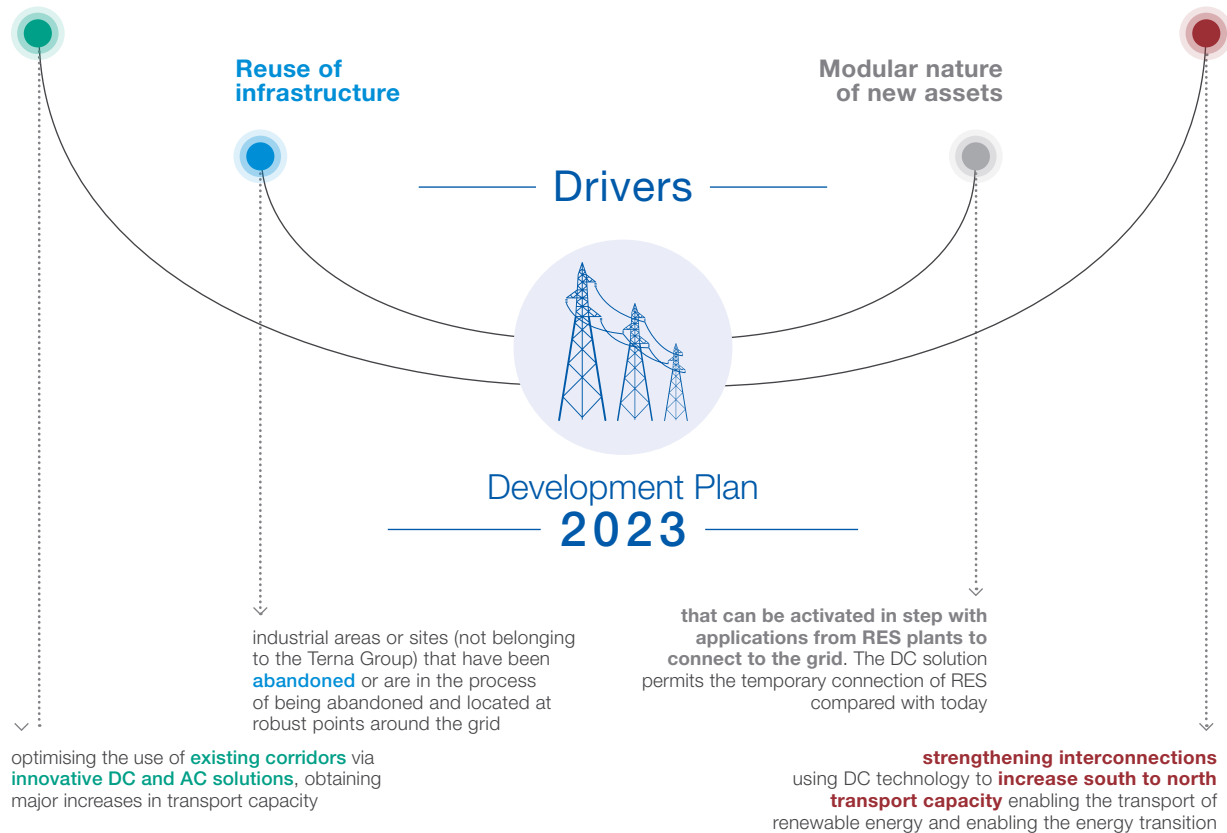 Reuse of
infrastructure
Modular nature
of new assets
Drivers
Development Plan
2023
industrial areas or sites (not belonging
to the Terna Group) that have been
abandoned or are in the process
of being abandoned and located at
robust points around the grid
that can be activated in step with
applications from RES plants to
connect to the grid. The DC solution
permits the temporary connection of RES
compared with today
optimising the use of existing corridors via
innovative DC and AC solutions, obtaining
major increases in transport capacity
strengthening interconnections
using DC technology to increase south to north
transport capacity enabling the transport of
renewable energy and enabling the energy transition